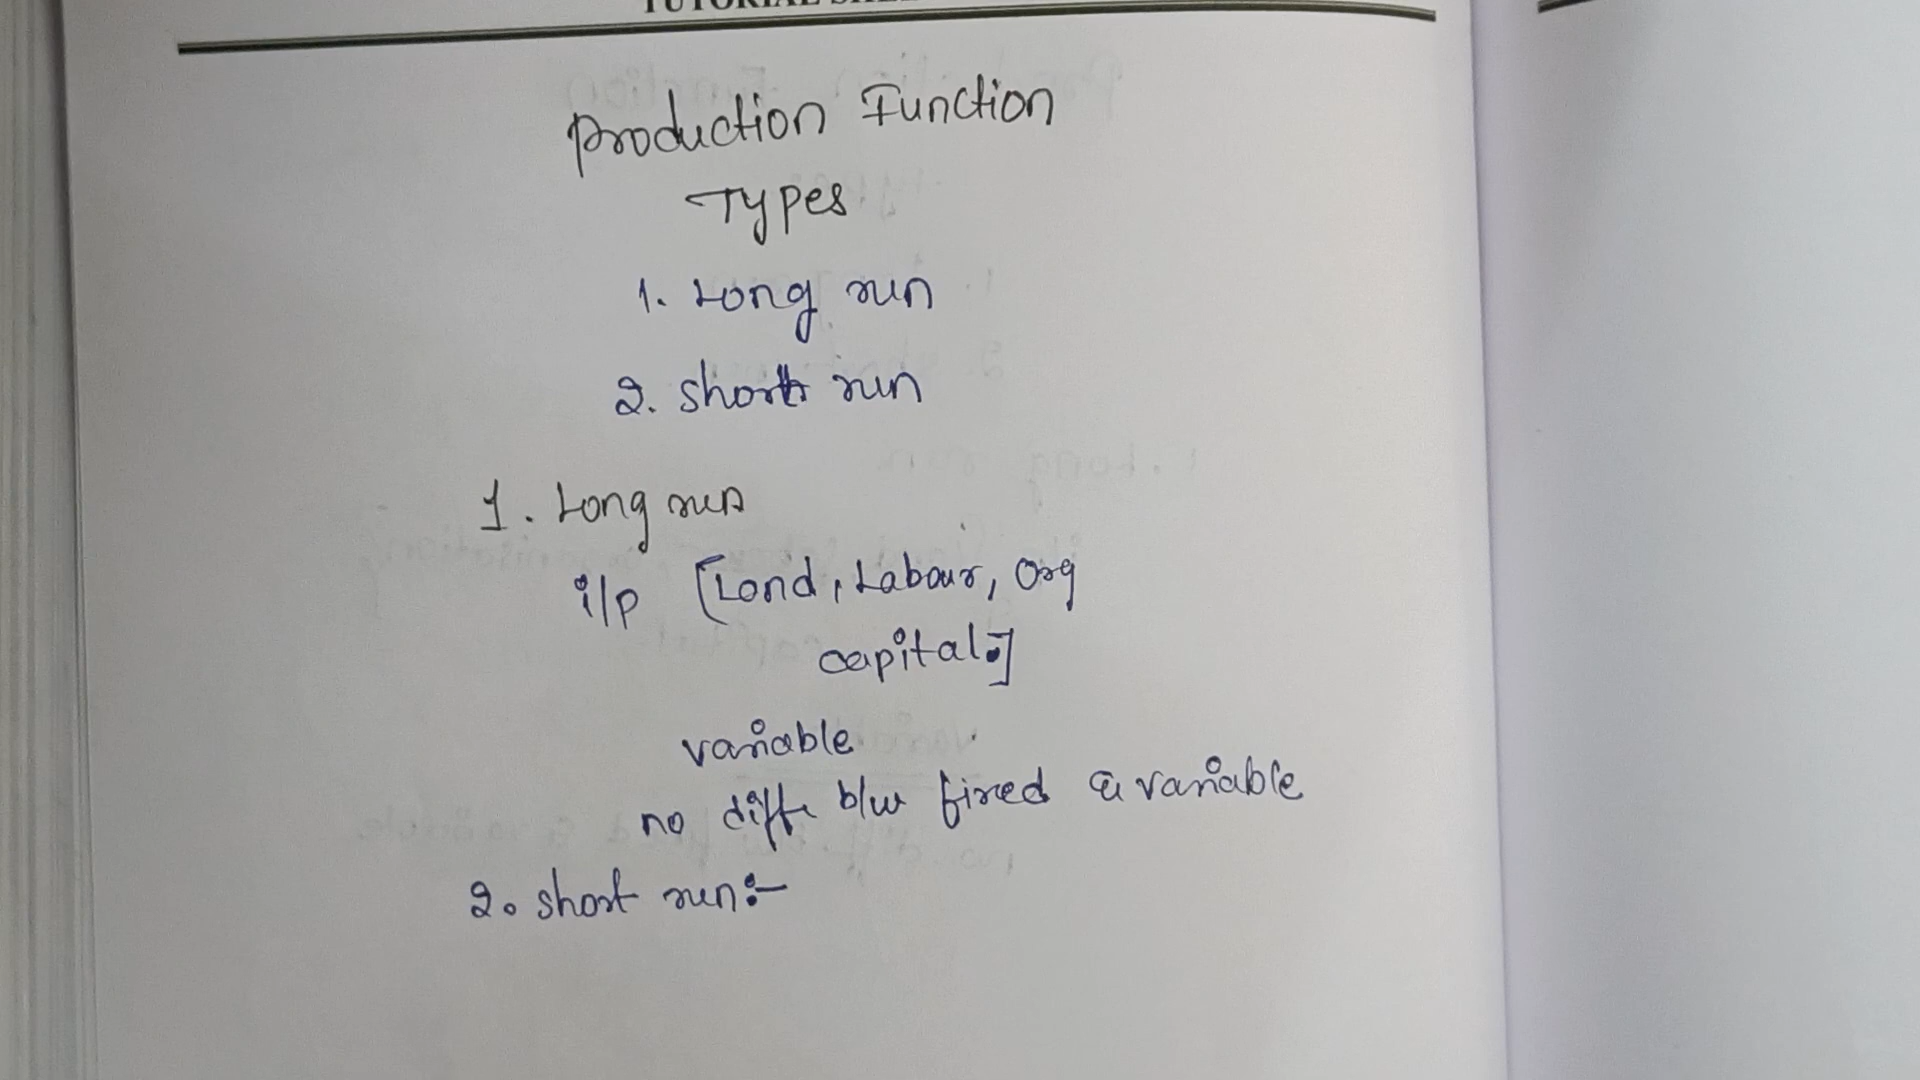 Production Function
Types
1. Long run
2. short run
1. Long run
i/p [Land, Labour, Org
capital.]
variable
no diff b/w fixed & variable
2. short run:-